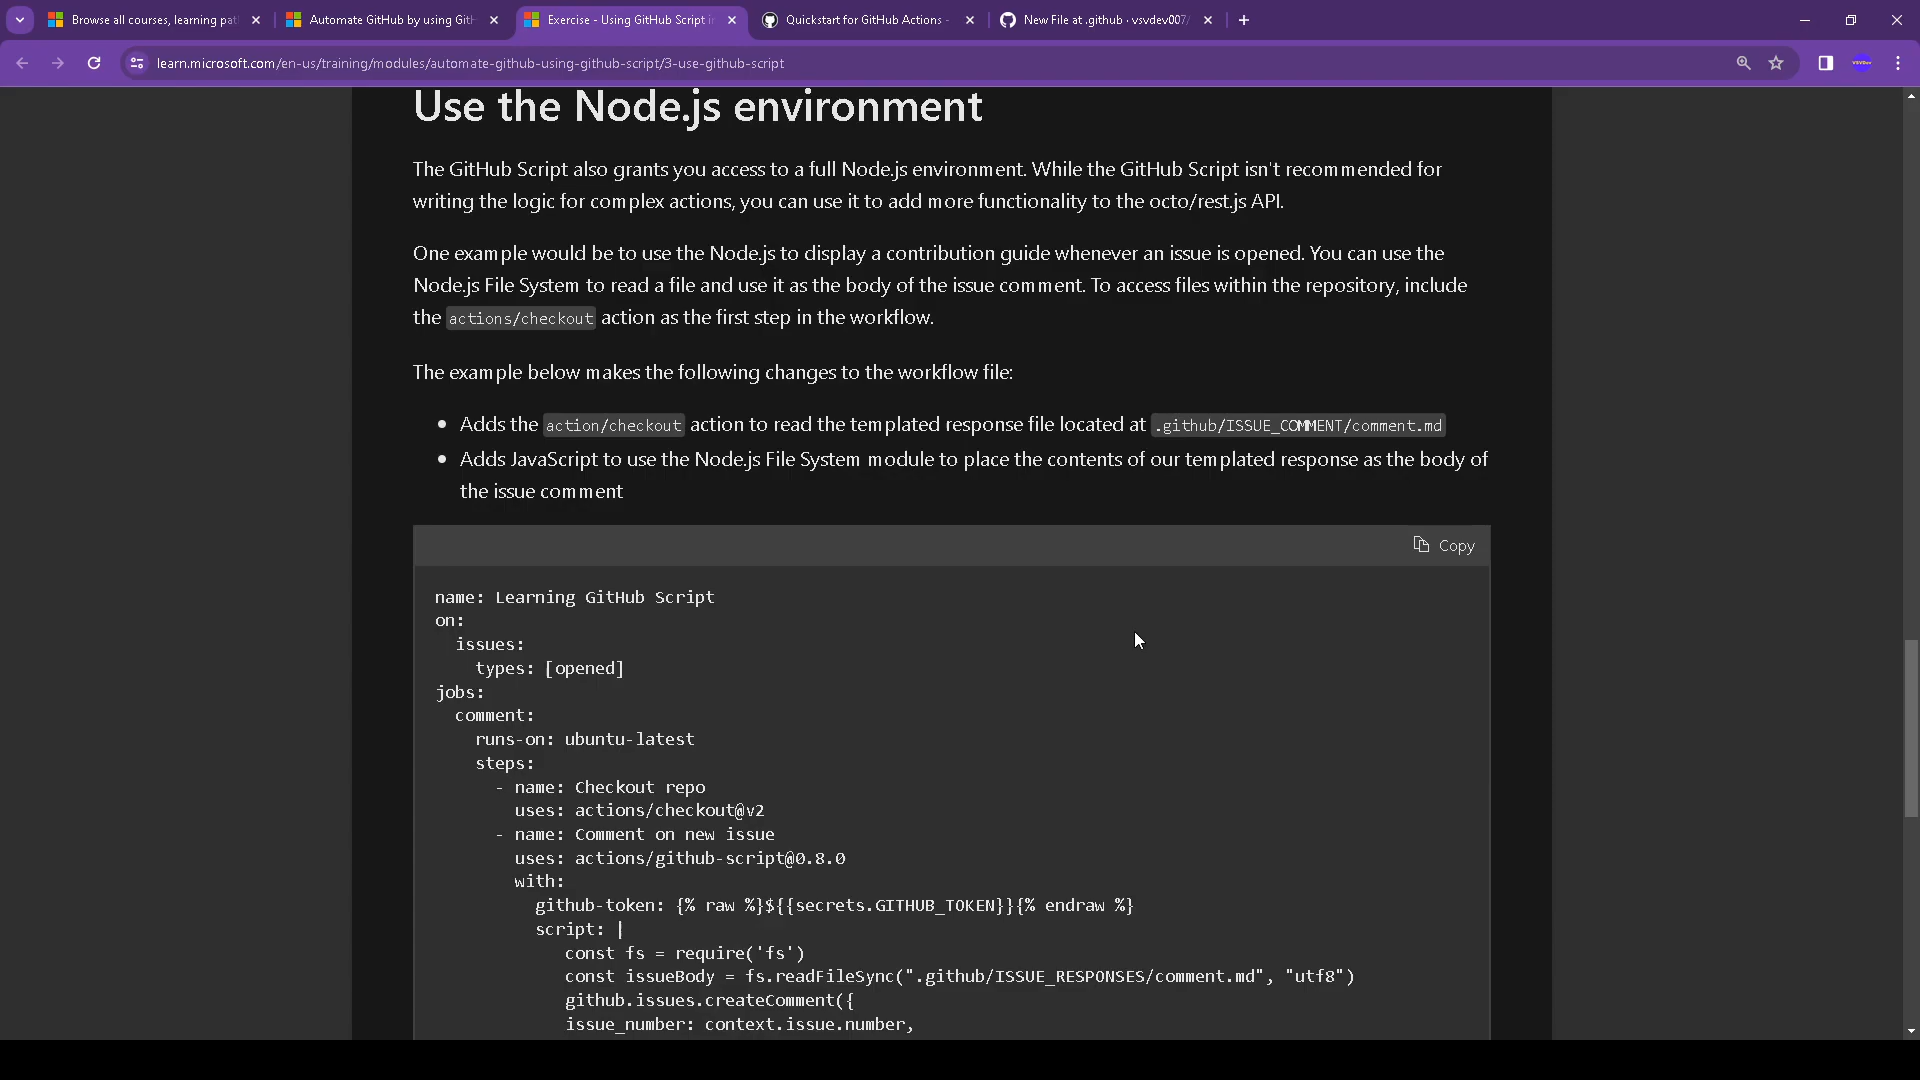 Browse all courses, learning pat
Automate GitHub by using GitH
Exercise - Using GitHub Script in
Quickstart for GitHub Actions -
New File at .github · vsvdev007/
learn.microsoft.com/en-us/training/modules/automate-github-using-github-script/3-use-github-script
Use the Node.js environment
The GitHub Script also grants you access to a full Node.js environment. While the GitHub Script isn't recommended for
writing the logic for complex actions, you can use it to add more functionality to the octo/rest.js API.
One example would be to use the Node.js to display a contribution guide whenever an issue is opened. You can use the
Node.js File System to read a file and use it as the body of the issue comment. To access files within the repository, include
the actions/checkout action as the first step in the workflow.
The example below makes the following changes to the workflow file:
• Adds the action/checkout action to read the templated response file located at .github/ISSUE_COMMENT/comment.md
• Adds JavaScript to use the Node.js File System module to place the contents of our templated response as the body of
the issue comment
Copy
name: Learning GitHub Script
on:
  issues:
    types: [opened]
jobs:
  comment:
    runs-on: ubuntu-latest
    steps:
      - name: Checkout repo
        uses: actions/checkout@v2
      - name: Comment on new issue
        uses: actions/github-script@0.8.0
        with:
          github-token: {% raw %}${{secrets.GITHUB_TOKEN}}{% endraw %}
          script: |
             const fs = require('fs')
             const issueBody = fs.readFileSync(".github/ISSUE_RESPONSES/comment.md", "utf8")
             github.issues.createComment({
             issue_number: context.issue.number,